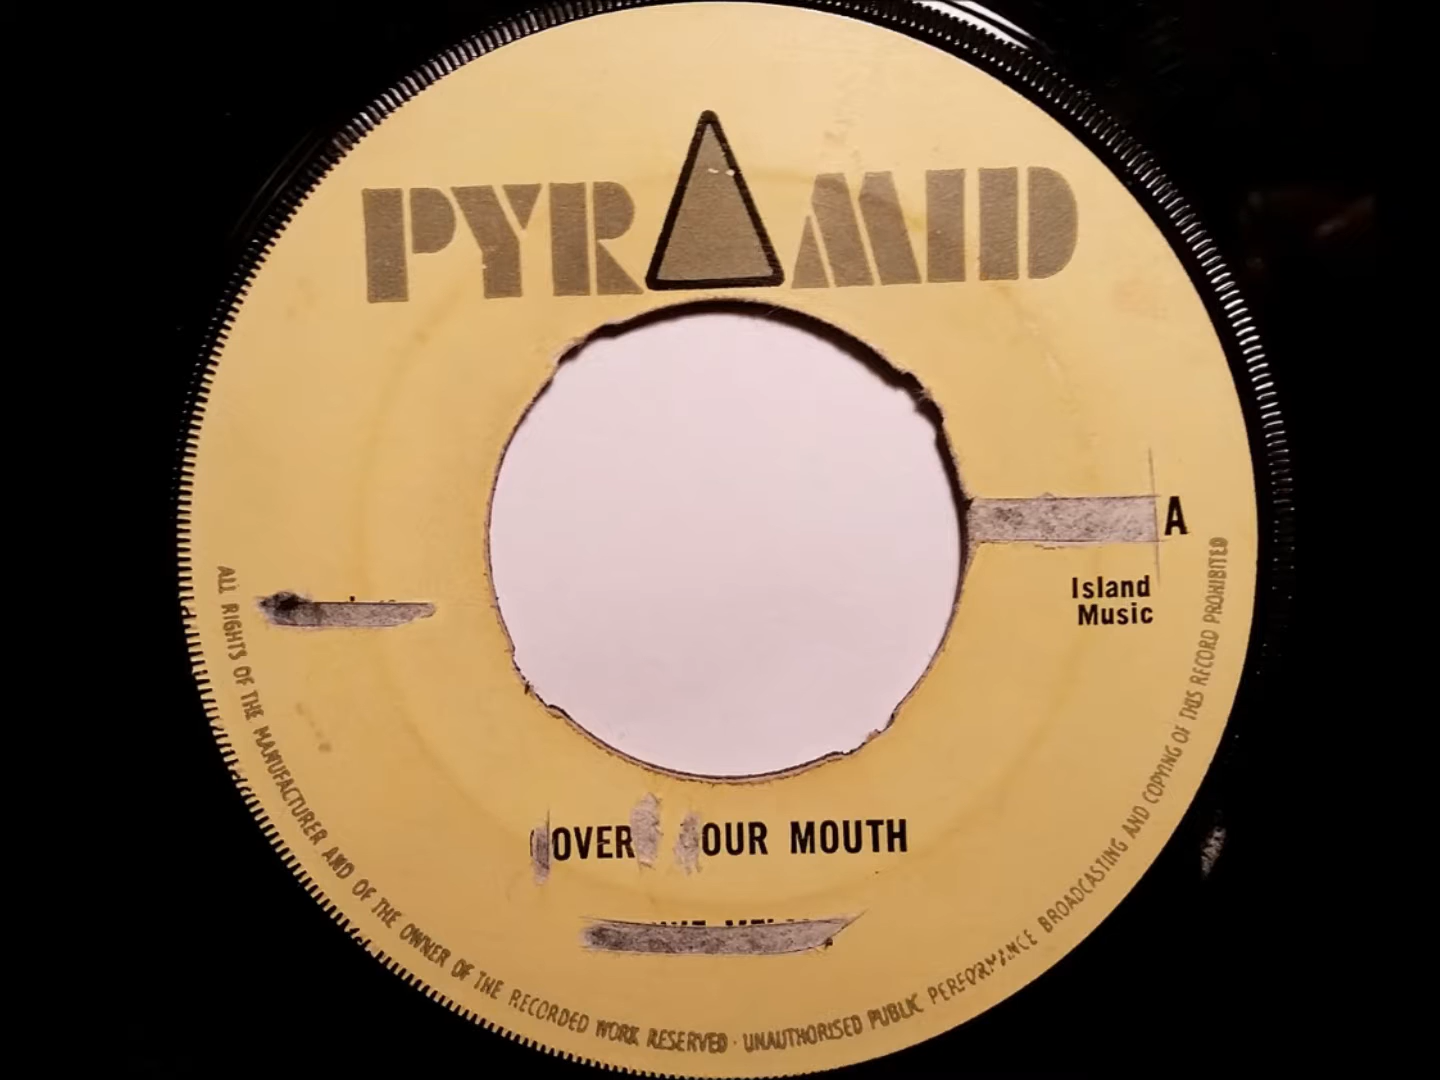 PYRAMID
A
Island
Music
OVER OUR MOUTH
ALL RIGHTS OF THE MANUFACTURER AND OF THE OWNER OF THE RECORDED WORK RESERVED · UNAUTHORISED PUBLIC PERFORMANCE BROADCASTING AND COPYING OF THIS RECORD PROHIBITED